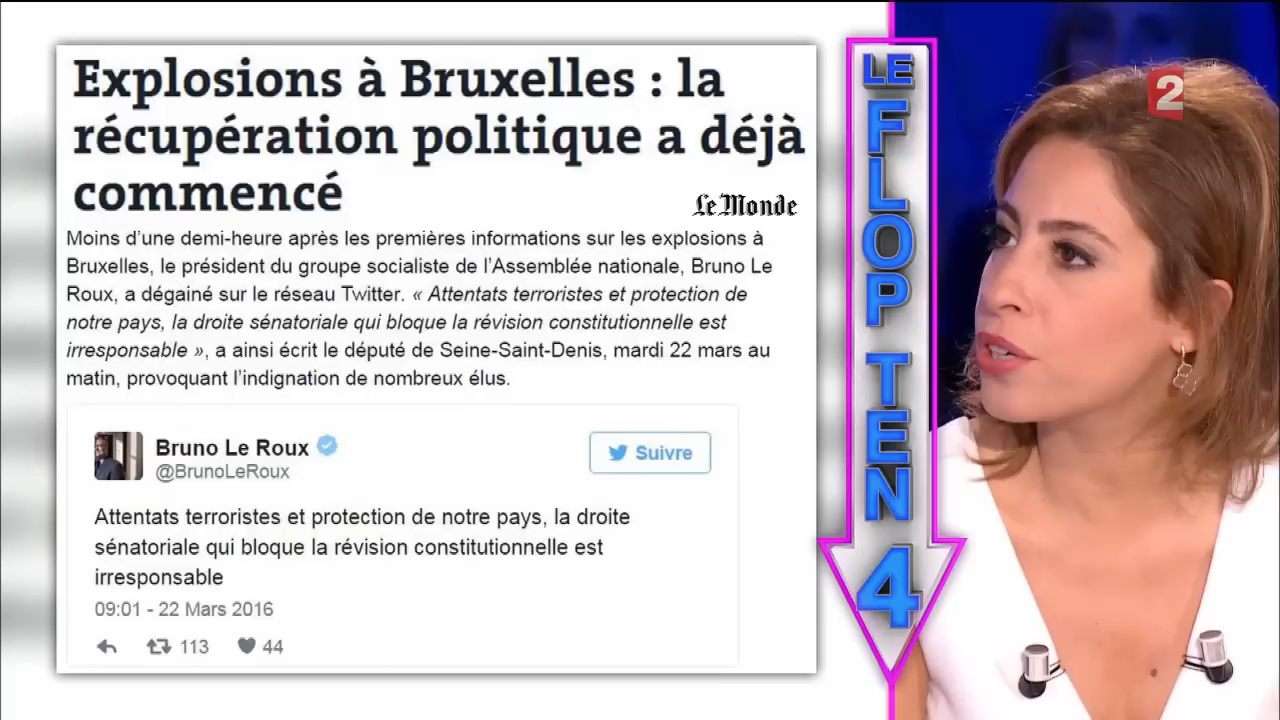 Explosions à Bruxelles : la
récupération politique a déjà
commencé
Le Monde
Moins d’une demi-heure après les premières informations sur les explosions à
Bruxelles, le président du groupe socialiste de l’Assemblée nationale, Bruno Le
Roux, a dégainé sur le réseau Twitter. « Attentats terroristes et protection de
notre pays, la droite sénatoriale qui bloque la révision constitutionnelle est
irresponsable », a ainsi écrit le député de Seine-Saint-Denis, mardi 22 mars au
matin, provoquant l’indignation de nombreux élus.
Bruno Le Roux
@BrunoLeRoux
Suivre
Attentats terroristes et protection de notre pays, la droite
sénatoriale qui bloque la révision constitutionnelle est
irresponsable
09:01 - 22 Mars 2016
113 44
LE
FLOP
TEN
4
2